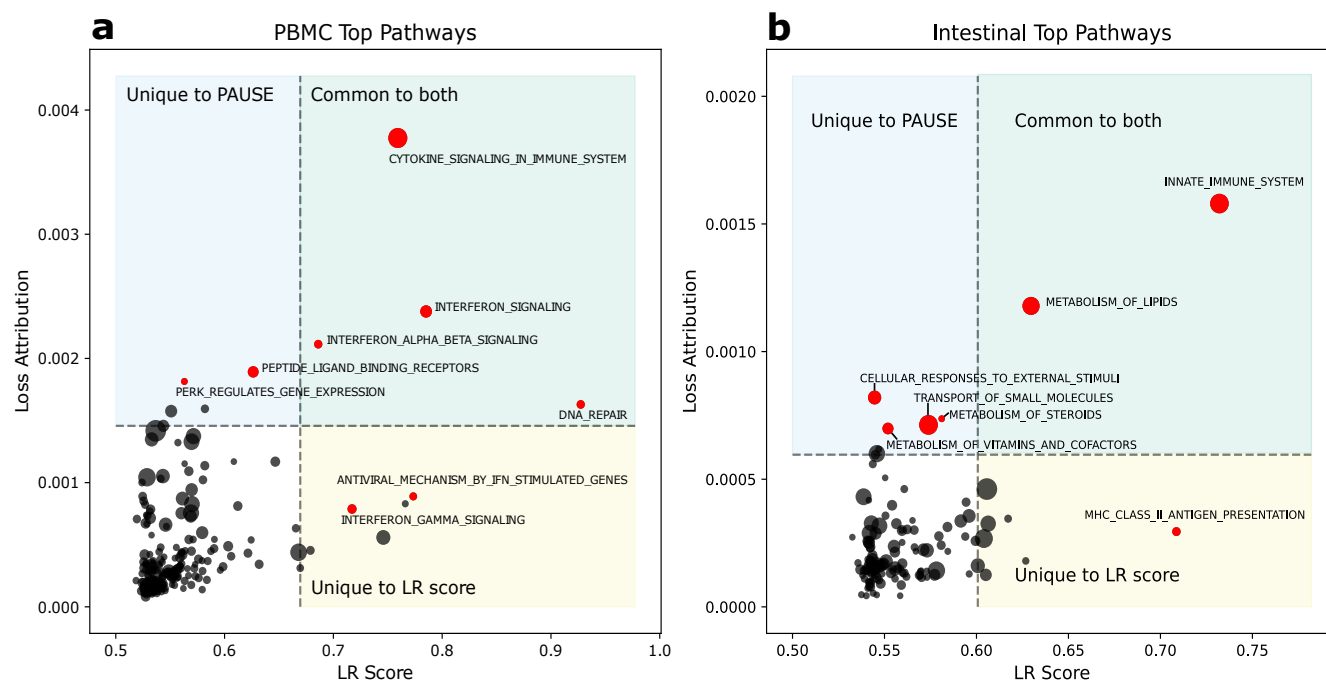 a
PBMC Top Pathways
Loss Attribution
0.004
0.003
0.002
0.001
0.000
Unique to PAUSE
Common to both
CYTOKINE_SIGNALING_IN_IMMUNE_SYSTEM
INTERFERON_SIGNALING
INTERFERON_ALPHA_BETA_SIGNALING
PEPTIDE_LIGAND_BINDING_RECEPTORS
PERK_REGULATES_GENE_EXPRESSION
DNA_REPAIR
ANTIVIRAL_MECHANISM_BY_IFN_STIMULATED_GENES
INTERFERON_GAMMA_SIGNALING
Unique to LR score
0.5 0.6 0.7 0.8 0.9 1.0
LR Score
b
Intestinal Top Pathways
Loss Attribution
0.0020
0.0015
0.0010
0.0005
0.0000
Unique to PAUSE
Common to both
INNATE_IMMUNE_SYSTEM
METABOLISM_OF_LIPIDS
CELLULAR_RESPONSES_TO_EXTERNAL_STIMULI
TRANSPORT_OF_SMALL_MOLECULES
METABOLISM_OF_STEROIDS
METABOLISM_OF_VITAMINS_AND_COFACTORS
MHC_CLASS_II_ANTIGEN_PRESENTATION
Unique to LR score
0.50 0.55 0.60 0.65 0.70 0.75
LR Score